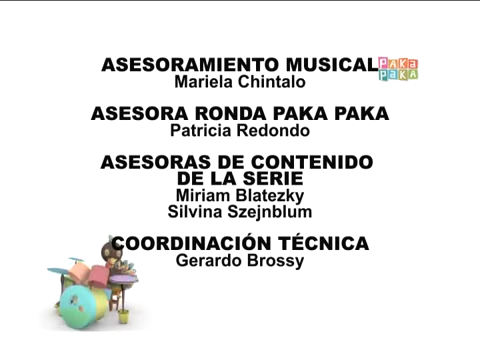 ASESORAMIENTO MUSICAL
PAKA
PAKA
Mariela Chintalo
ASESORA RONDA PAKA PAKA
Patricia Redondo
ASESORAS DE CONTENIDO
DE LA SERIE
Miriam Blatezky
Silvina Szejnblum
COORDINACIÓN TÉCNICA
Gerardo Brossy